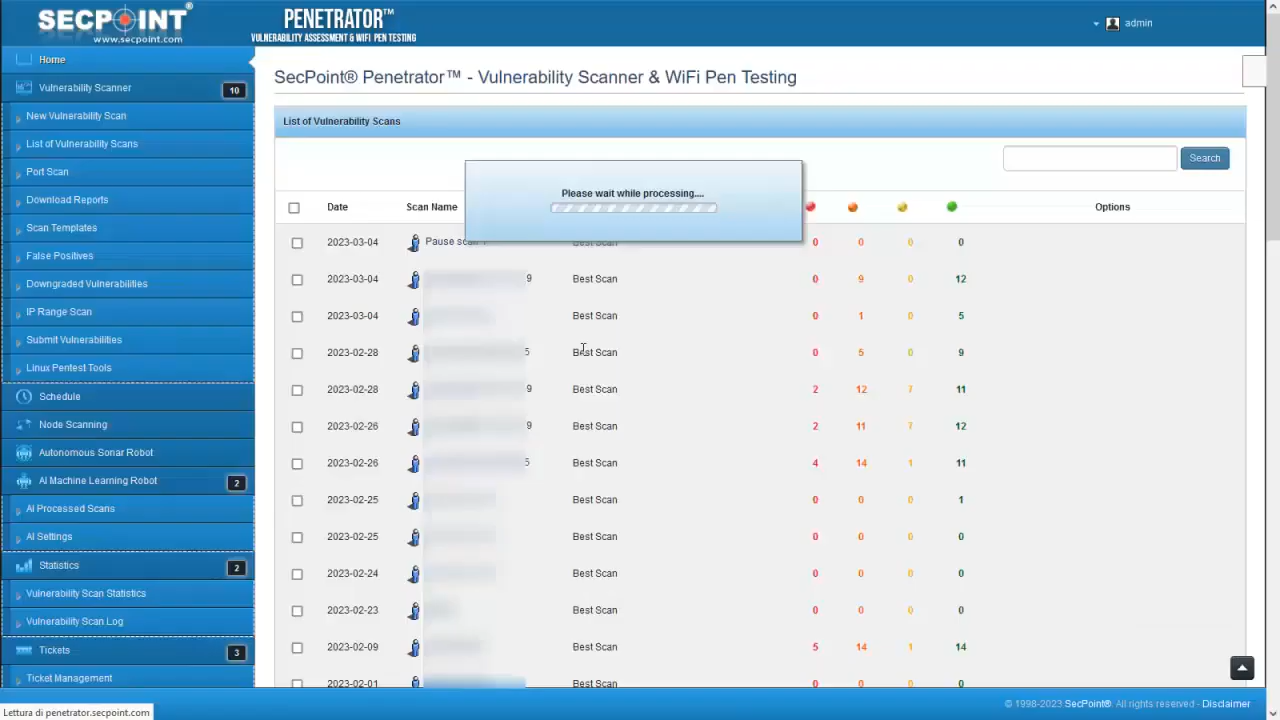 SECPOINT®
www.secpoint.com
PENETRATOR™
VULNERABILITY ASSESSMENT & WIFI PEN TESTING
admin
Home
Vulnerability Scanner 10
New Vulnerability Scan
List of Vulnerability Scans
Port Scan
Download Reports
Scan Templates
False Positives
Downgraded Vulnerabilities
IP Range Scan
Submit Vulnerabilities
Linux Pentest Tools
Schedule
Node Scanning
Autonomous Sonar Robot
AI Machine Learning Robot 2
AI Processed Scans
AI Settings
Statistics 2
Vulnerability Scan Statistics
Vulnerability Scan Log
Tickets 3
Ticket Management
SecPoint® Penetrator™ - Vulnerability Scanner & WiFi Pen Testing
List of Vulnerability Scans
Search
Please wait while processing....
Date Scan Name Options
2023-03-04 Pause scan Best Scan 0 0 0 0
2023-03-04 9 Best Scan 0 9 0 12
2023-03-04 Best Scan 0 1 0 5
2023-02-28 5 Best Scan 0 5 0 9
2023-02-28 9 Best Scan 2 12 7 11
2023-02-26 9 Best Scan 2 11 7 12
2023-02-26 5 Best Scan 4 14 1 11
2023-02-25 Best Scan 0 0 0 1
2023-02-25 Best Scan 0 0 0 0
2023-02-24 Best Scan 0 0 0 0
2023-02-23 Best Scan 0 0 0 0
2023-02-09 Best Scan 5 14 1 14
2023-02-01 Best Scan 0 0 0 0
© 1998-2023 SecPoint®. All rights reserved - Disclaimer
Lettura di penetrator.secpoint.com